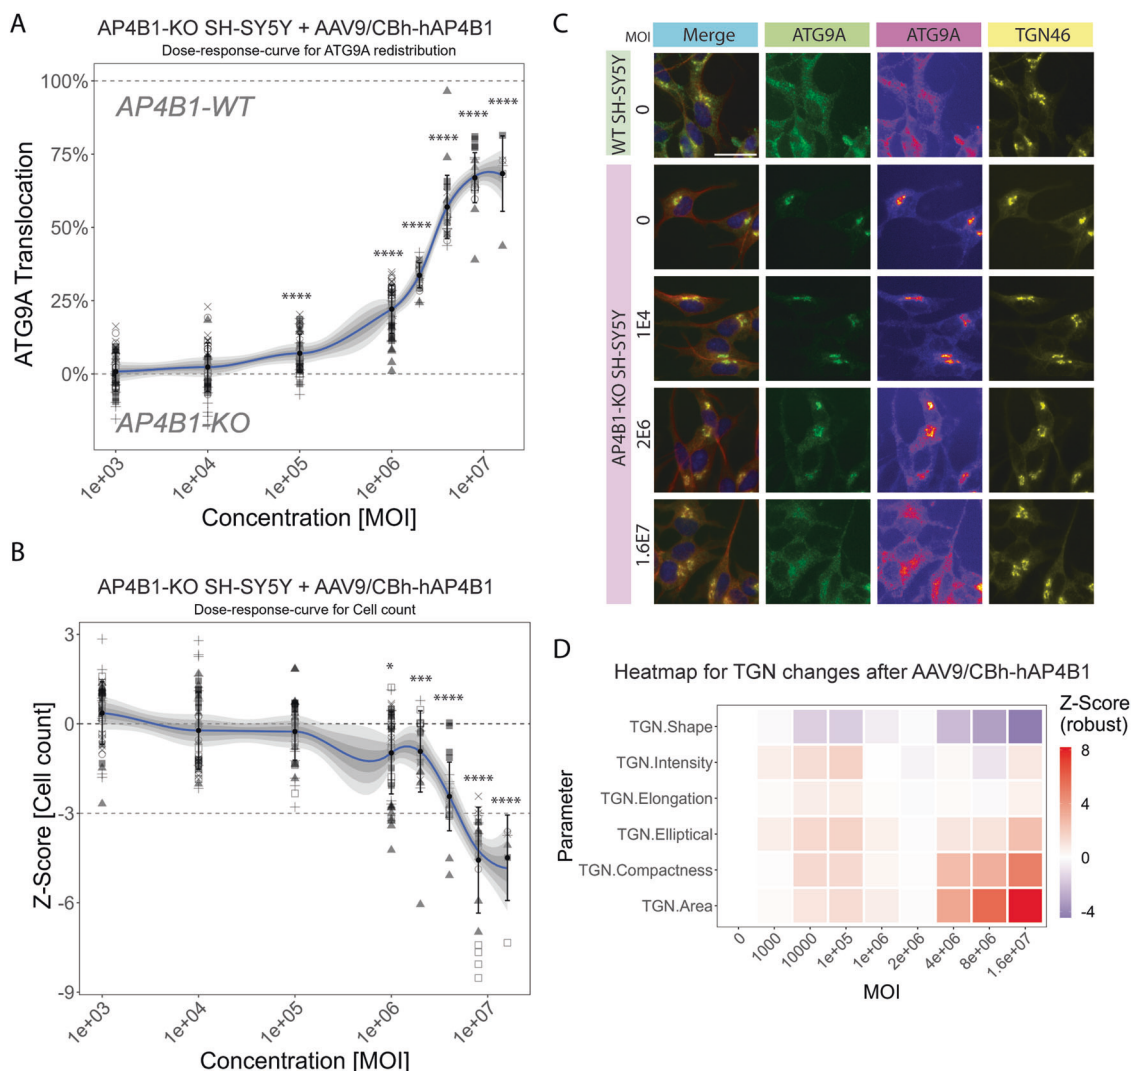 A
AP4B1-KO SH-SY5Y + AAV9/CBh-hAP4B1
Dose-response-curve for ATG9A redistribution
100%
AP4B1-WT
****
****
****
****
****
****
75%
50%
25%
0%
AP4B1-KO
ATG9A Translocation
1e+03
1e+04
1e+05
1e+06
1e+07
Concentration [MOI]
B
AP4B1-KO SH-SY5Y + AAV9/CBh-hAP4B1
Dose-response-curve for Cell count
3
0
-3
-6
-9
*
***
****
****
****
Z-Score [Cell count]
1e+03
1e+04
1e+05
1e+06
1e+07
Concentration [MOI]
C
MOI
Merge
ATG9A
ATG9A
TGN46
WT SH-SY5Y
0
AP4B1-KO SH-SY5Y
0
1E4
2E6
1.6E7
D
Heatmap for TGN changes after AAV9/CBh-hAP4B1
Parameter
TGN.Shape
TGN.Intensity
TGN.Elongation
TGN.Elliptical
TGN.Compactness
TGN.Area
0
1000
10000
1e+05
1e+06
2e+06
4e+06
8e+06
1.6e+07
MOI
Z-Score
(robust)
8
4
0
-4